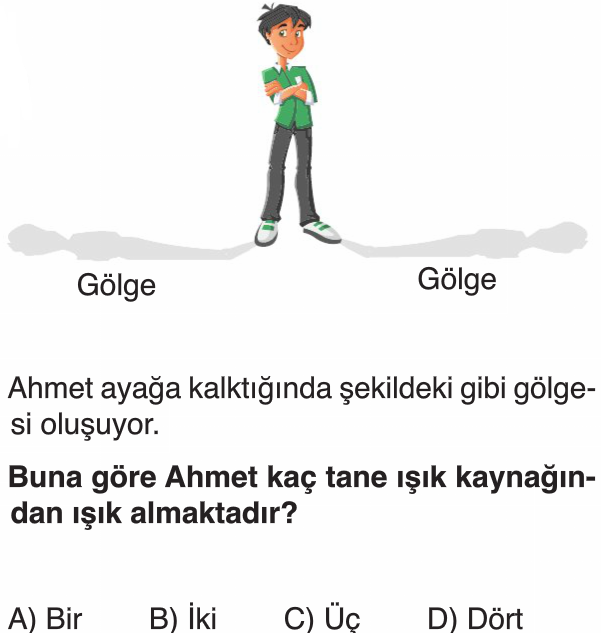 Gölge
Gölge
Ahmet ayağa kalktığında şekildeki gibi gölge-
si oluşuyor.
Buna göre Ahmet kaç tane ışık kaynağın-
dan ışık almaktadır?
A) Bir B) İki C) Üç D) Dört